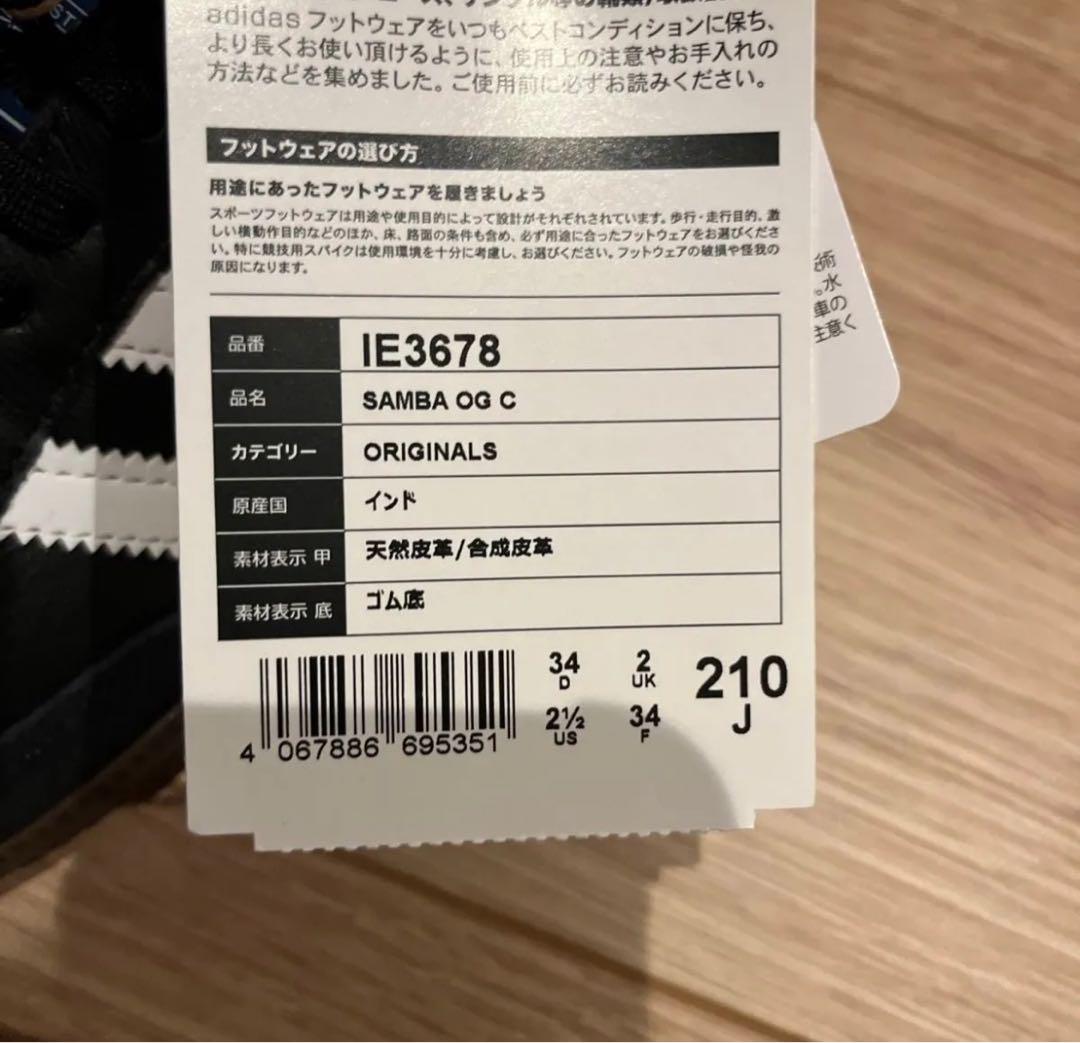 adidas フットウェアをいつもベストコンディションに保ち、
より長くお使い頂けるように、使用上の注意やお手入れの
方法などを集めました。ご使用前に必ずお読みください。
フットウェアの選び方
用途にあったフットウェアを履きましょう
スポーツフットウェアは用途や使用目的によって設計がそれぞれされています。歩行・走行目的、激
しい横動作目的などのほか、床、路面の条件も含め、必ず用途に合ったフットウェアをお選びくださ
い。特に競技用スパイクは使用環境を十分に考慮し、お選びください。フットウェアの破損や怪我の
原因になります。
品番 IE3678
品名 SAMBA OG C
カテゴリー ORIGINALS
原産国 インド
素材表示 甲 天然皮革/合成皮革
素材表示 底 ゴム底
34 2 210
D UK J
2½ 34
US F
4 067886 695351
術
。水
車の
主意く
ST